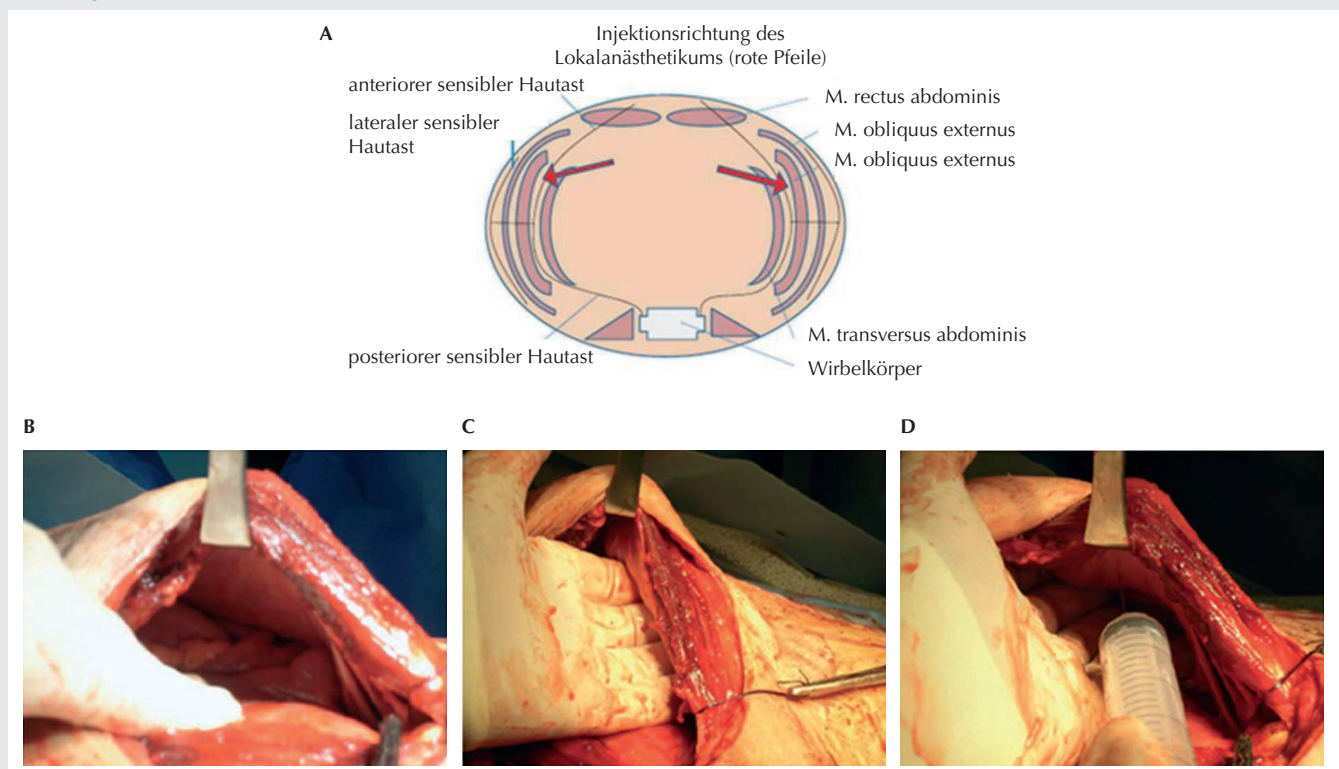 A
Injektionsrichtung des
Lokalanästhetikums (rote Pfeile)
anteriorer sensibler Hautast
lateraler sensibler
Hautast
M. rectus abdominis
M. obliquus externus
M. obliquus externus
posteriorer sensibler Hautast
M. transversus abdominis
Wirbelkörper
B
C
D